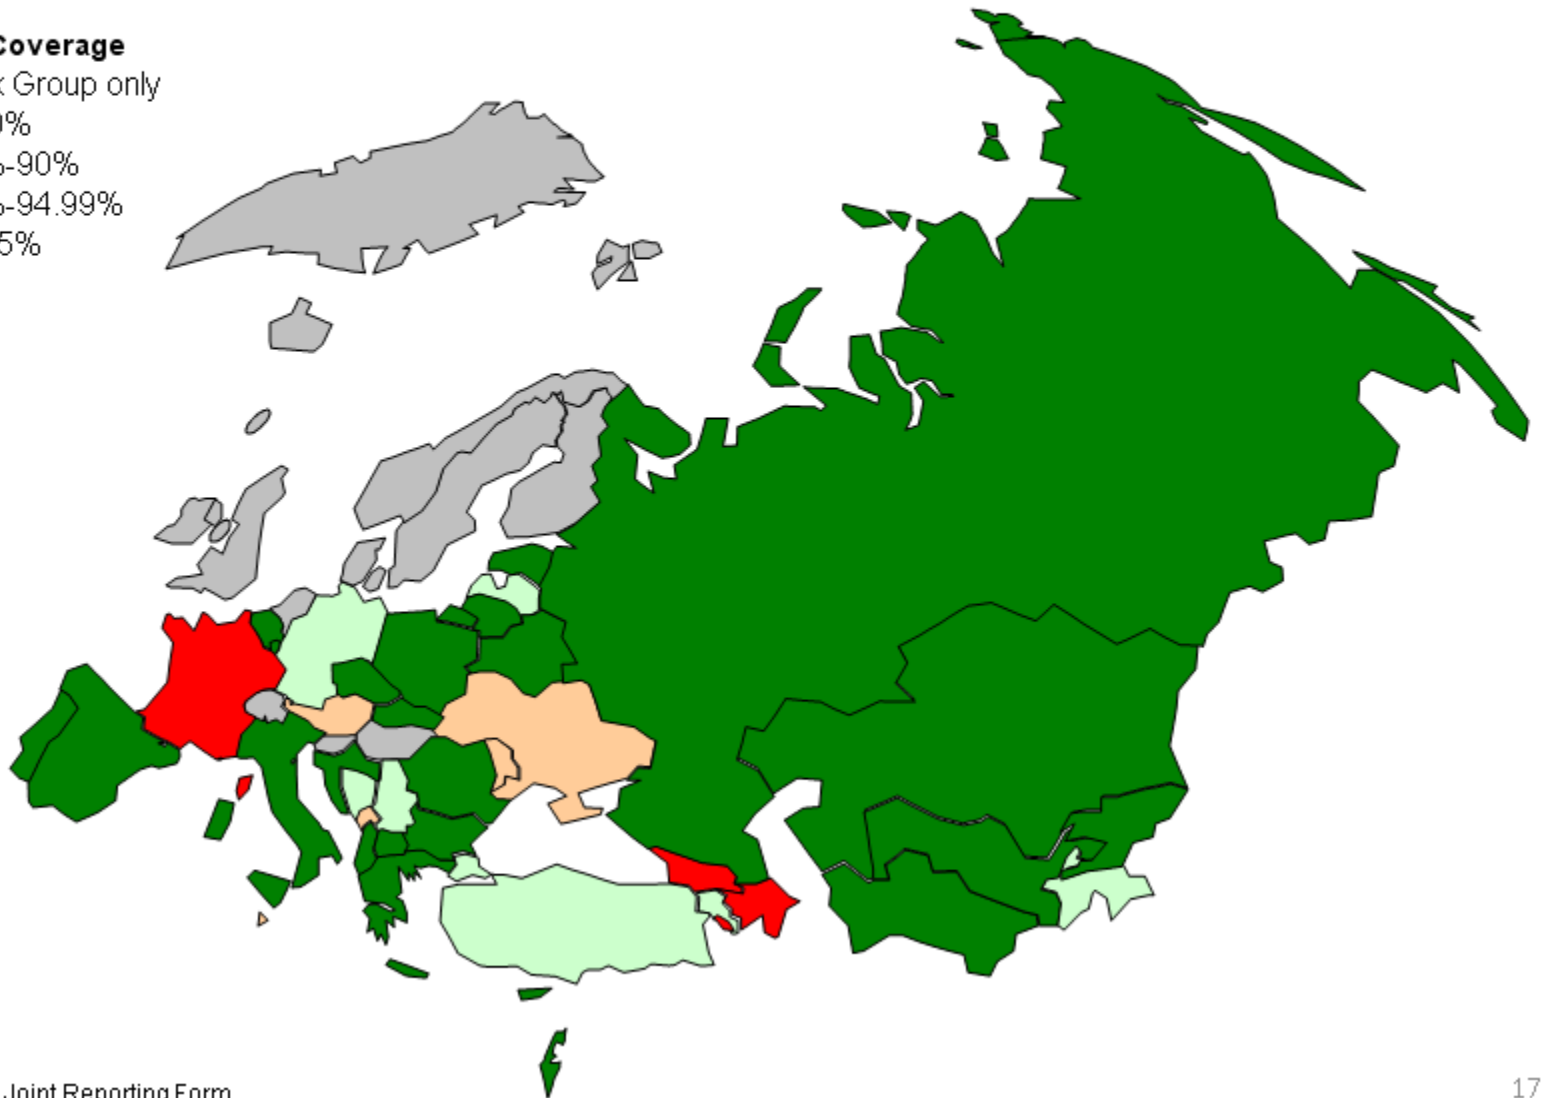 Coverage
Group only
%
-90%
-94.99%
5%
Joint Reporting Form
17